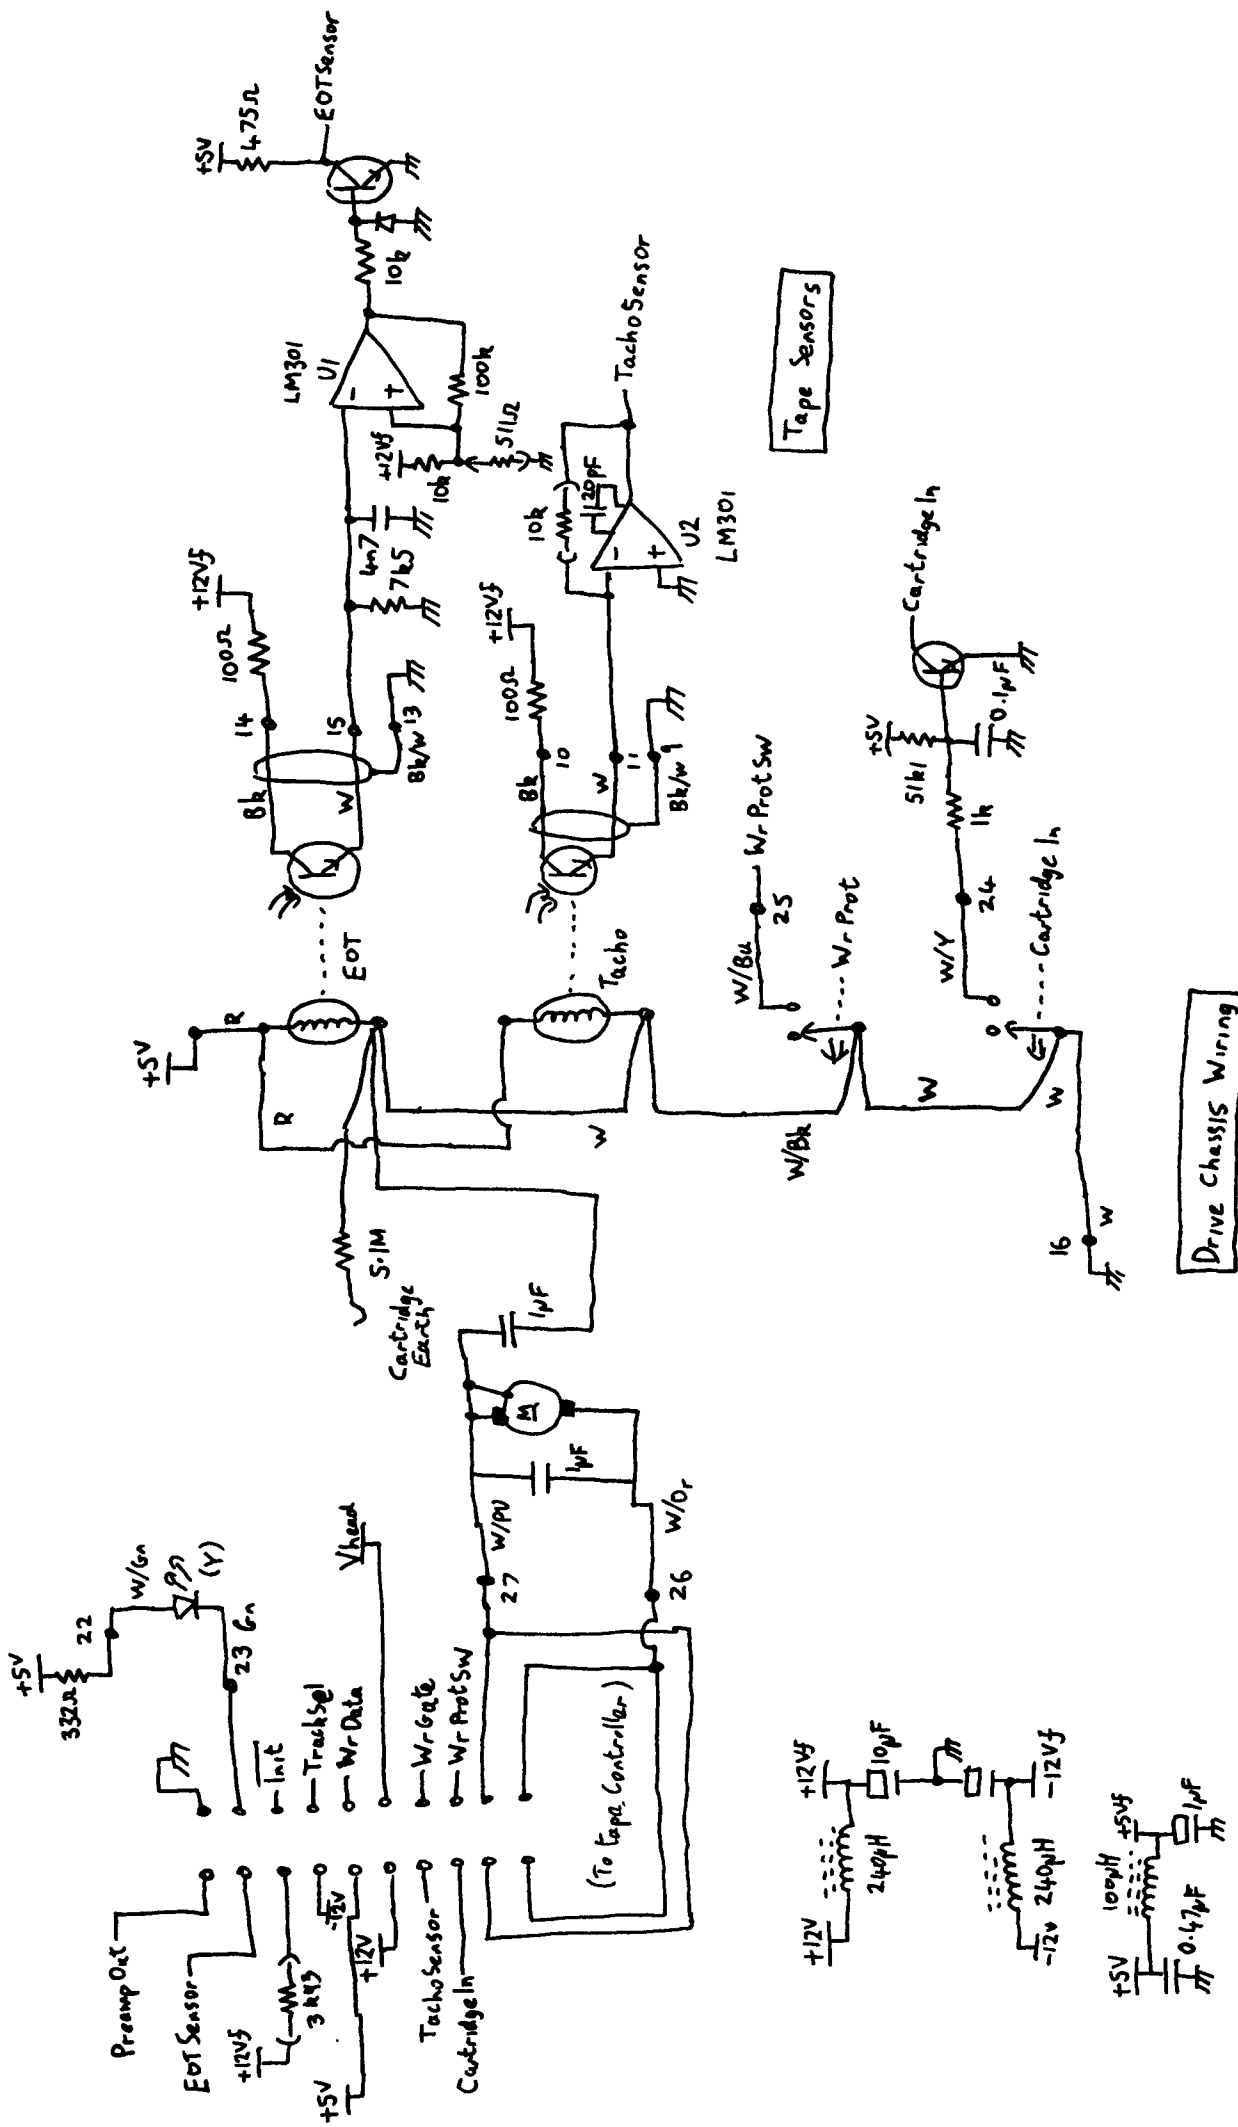 +5V
332Ω
22
W/Gn
(Y)
23
Gn
Preamp Out
EOT Sensor
+12Vf
3k43
+5V
-12V
+12V
Tacho Sensor
Cartridge In
Init
Track Sel
Wr Data
Vhead
Wr Gate
Wr Prot Sw
(To tape Controller)
27
W/PU
26
W/Or
1µF
M
1µF
Cartridge
Earth
5.1M
+5V
R
R
EOT
W
Tacho
Bk
14
100Ω
+12Vf
W
15
Bk/W
13
7k5
4n7
LM301
U1
-
+
+12Vf
10k
100k
511Ω
10k
+5V
475Ω
EOT Sensor
Bk
10
100Ω
+12Vf
W
11
Bk/W
9
10k
20pF
-
+
U2
LM301
Tacho Sensor
Tape Sensors
W/Bk
W/Bu
25
Wr Prot Sw
Wr Prot
W
W
W/Y
24
Cartridge In
1k
51k1
+5V
0.1µF
Cartridge In
16
W
Drive Chassis Wiring
+12V
240µH
+12Vf
10µF
-12V
240µH
-12Vf
+5V
0.47µF
100µH
+5Vf
1µF